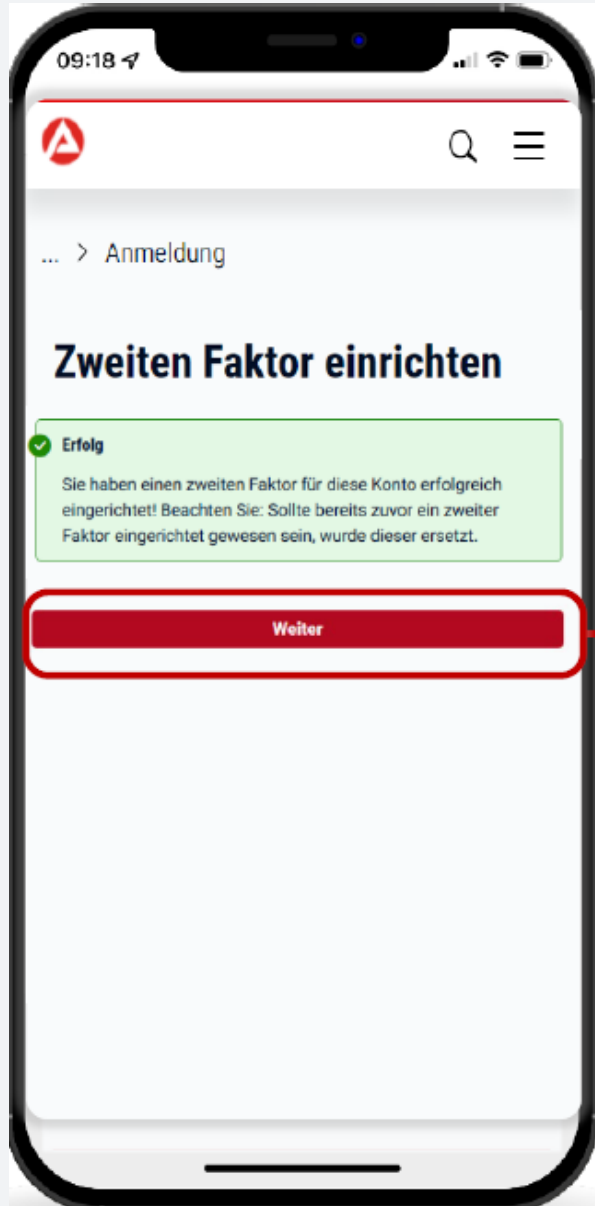 09:18
... > Anmeldung
Zweiten Faktor einrichten
Erfolg
Sie haben einen zweiten Faktor für diese Konto erfolgreich
eingerichtet! Beachten Sie: Sollte bereits zuvor ein zweiter
Faktor eingerichtet gewesen sein, wurde dieser ersetzt.
Weiter